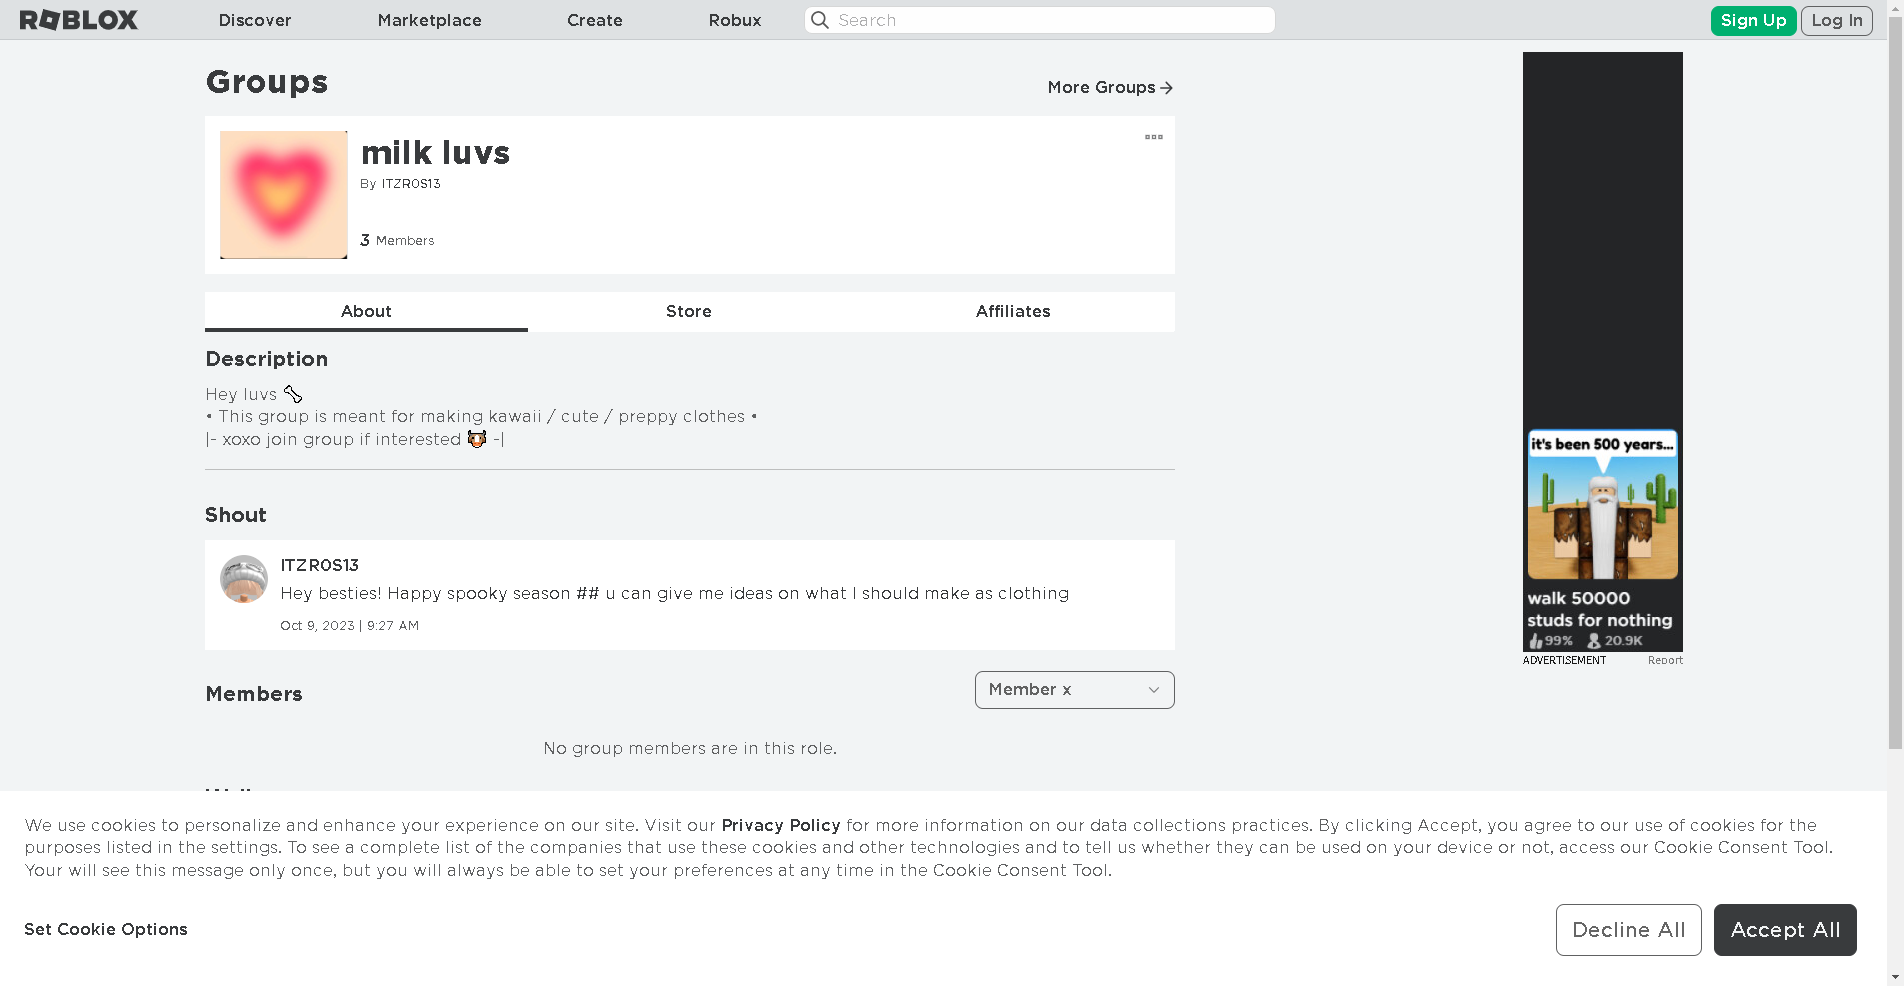 ROBLOX
Discover
Marketplace
Create
Robux
Search
Sign Up
Log In
Groups
More Groups
milk luvs
By ITZR0S13
3 Members
About
Store
Affiliates
Description
Hey luvs 🦴
• This group is meant for making kawaii / cute / preppy clothes •
|- xoxo join group if interested 🐮 -|
Shout
ITZR0S13
Hey besties! Happy spooky season ## u can give me ideas on what I should make as clothing
Oct 9, 2023 | 9:27 AM
Members
Member x
No group members are in this role.
it's been 500 years...
walk 50000
studs for nothing
99% 20.9K
ADVERTISEMENT
Report
We use cookies to personalize and enhance your experience on our site. Visit our Privacy Policy for more information on our data collections practices. By clicking Accept, you agree to our use of cookies for the
purposes listed in the settings. To see a complete list of the companies that use these cookies and other technologies and to tell us whether they can be used on your device or not, access our Cookie Consent Tool.
Your will see this message only once, but you will always be able to set your preferences at any time in the Cookie Consent Tool.
Set Cookie Options
Decline All
Accept All